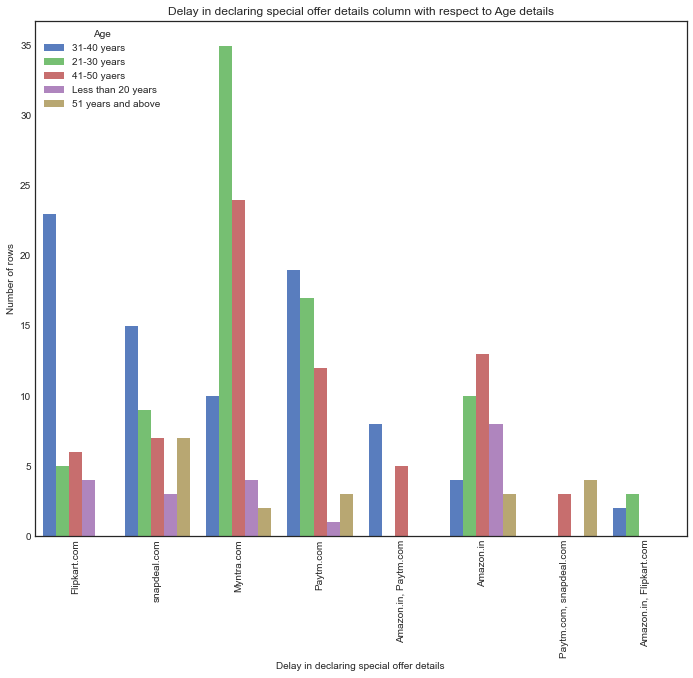 Delay in declaring special offer details column with respect to Age details
Age
31-40 years
21-30 years
41-50 yaers
Less than 20 years
51 years and above
Number of rows
35
30
25
20
15
10
5
0
Flipkart.com
snapdeal.com
Myntra.com
Paytm.com
Amazon.in, Paytm.com
Amazon.in
Paytm.com, snapdeal.com
Amazon.in, Flipkart.com
Delay in declaring special offer details